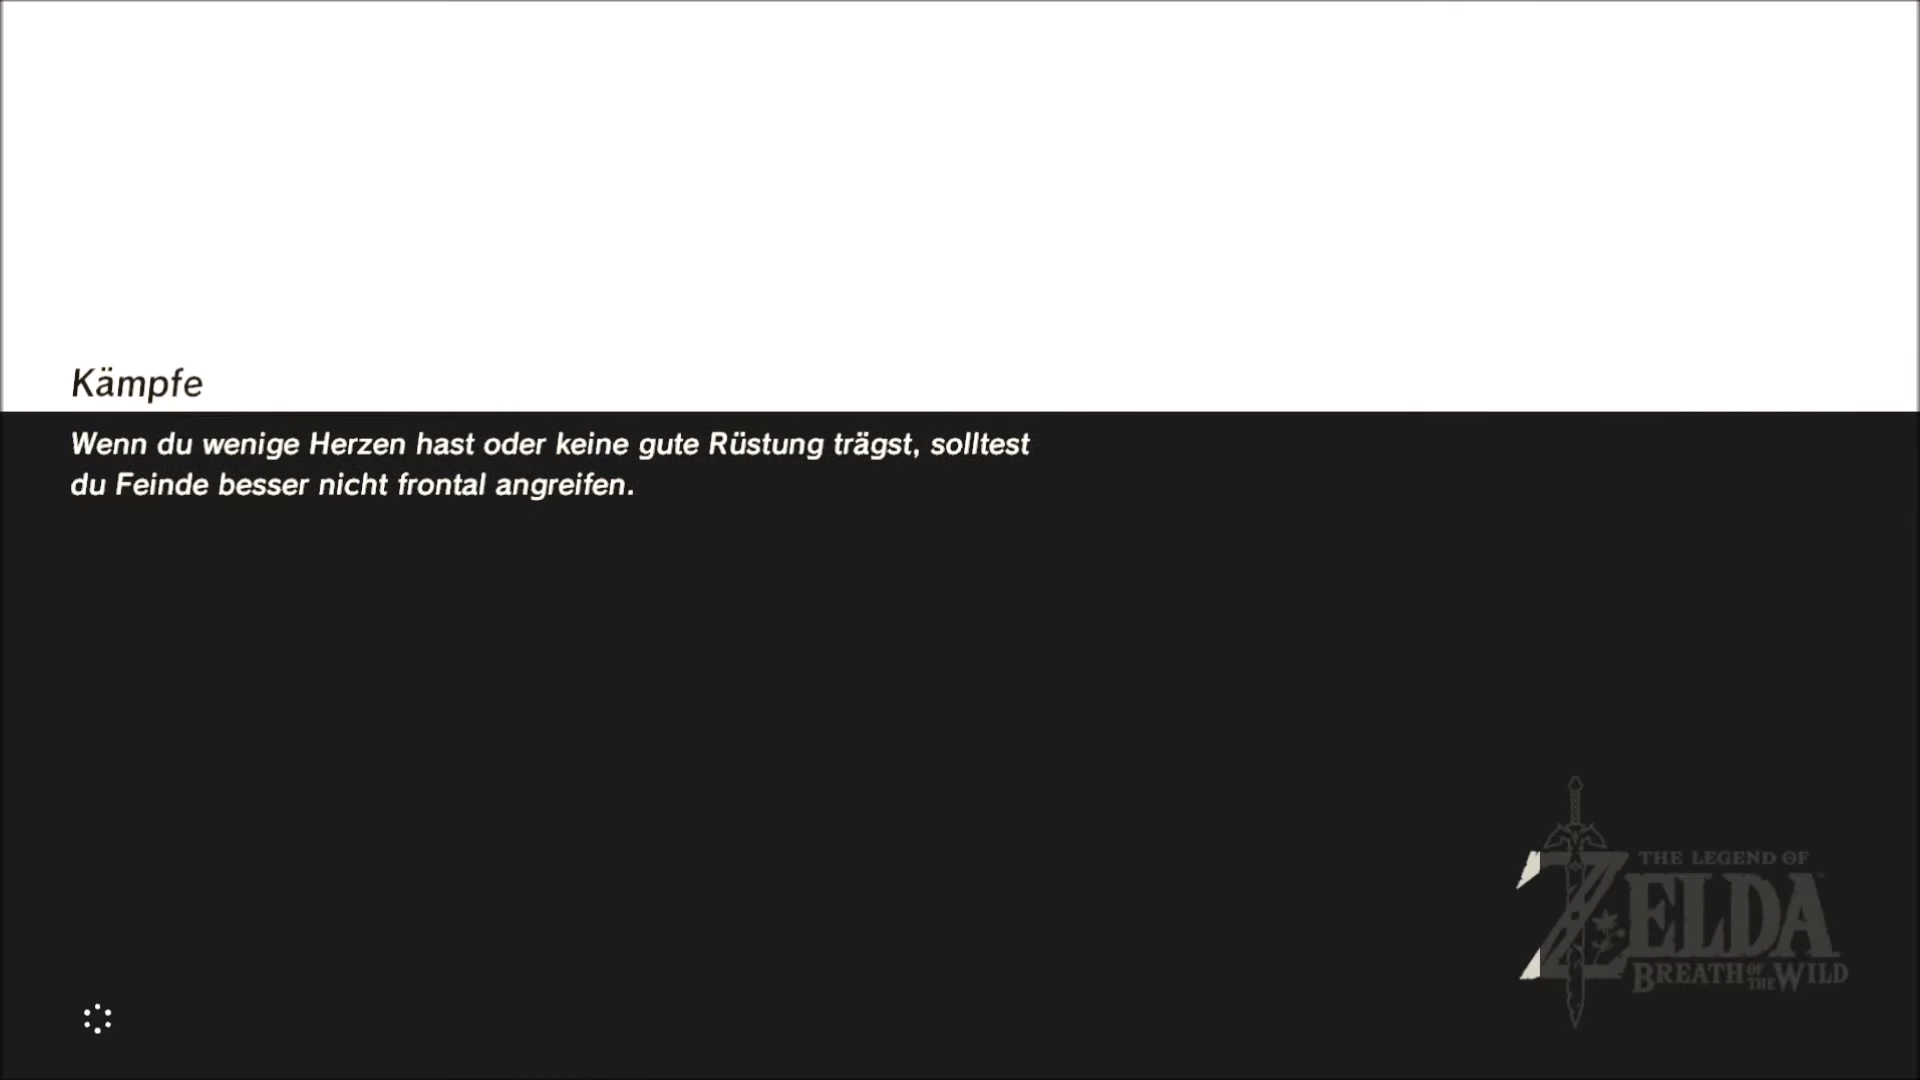 Kämpfe
Wenn du wenige Herzen hast oder keine gute Rüstung trägst, solltest
du Feinde besser nicht frontal angreifen.
THE LEGEND OF
ZELDA
BREATH OF THE WILD